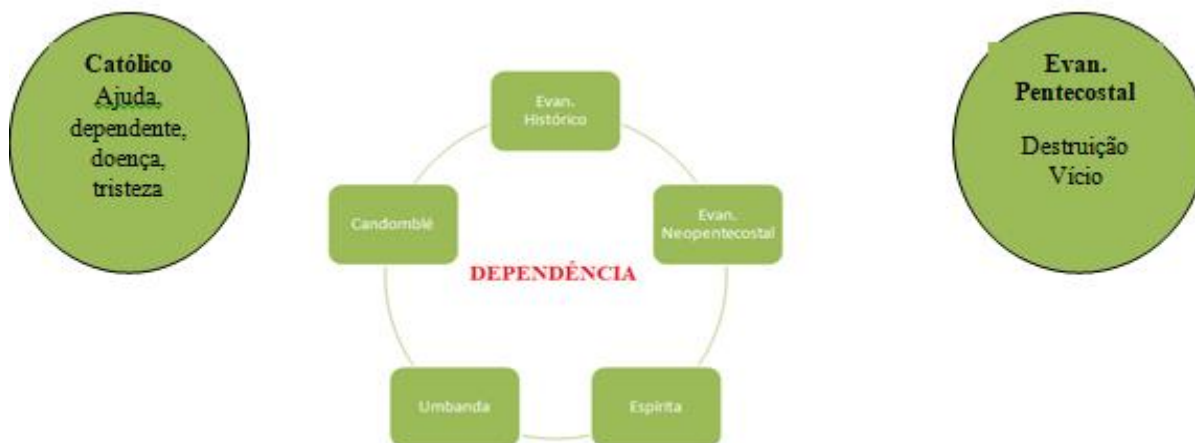 Católico
Ajuda,
dependente,
doença,
tristeza
Evan.
Histórico
Candomblé
Evan.
Neopentecostal
DEPENDÊNCIA
Umbanda
Espírita
Evan.
Pentecostal
Destruição
Vício